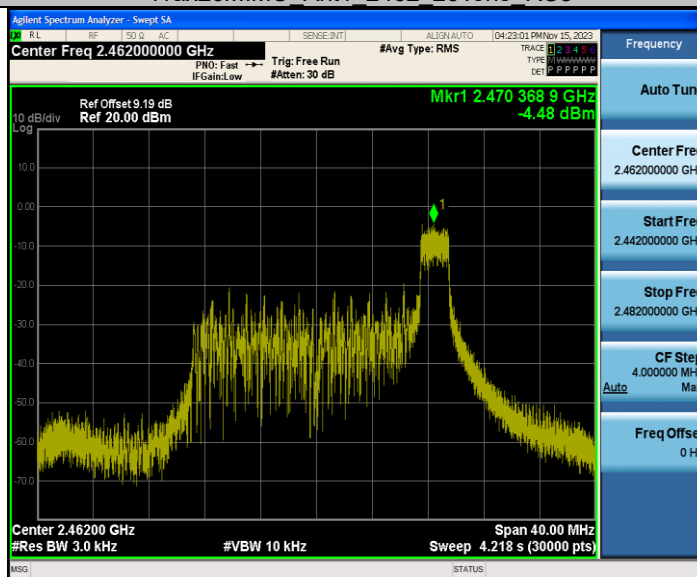 Agilent Spectrum Analyzer - Swept SA
RL RF 50 Ω AC SENSE:INT ALIGN AUTO 04:23:01 PM Nov 15, 2023
Center Freq 2.462000000 GHz #Avg Type: RMS TRACE 1 2 3 4 5 6
PNO: Fast Trig: Free Run TYPE M WWWWW
IFGain:Low #Atten: 30 dB DET P P P P P P
Mkr1 2.470 368 9 GHz
-4.48 dBm
Ref Offset 9.19 dB
10 dB/div Ref 20.00 dBm
Log
10.0
0.00
-10.0
-20.0
-30.0
-40.0
-50.0
-60.0
-70.0
1
Center 2.46200 GHz Span 40.00 MHz
#Res BW 3.0 kHz #VBW 10 kHz Sweep 4.218 s (30000 pts)
MSG STATUS
Frequency
Auto Tun
Center Fre
2.462000000 GH
Start Fre
2.442000000 GH
Stop Fre
2.482000000 GH
CF Step
4.000000 MH
Auto Ma
Freq Offse
0 H